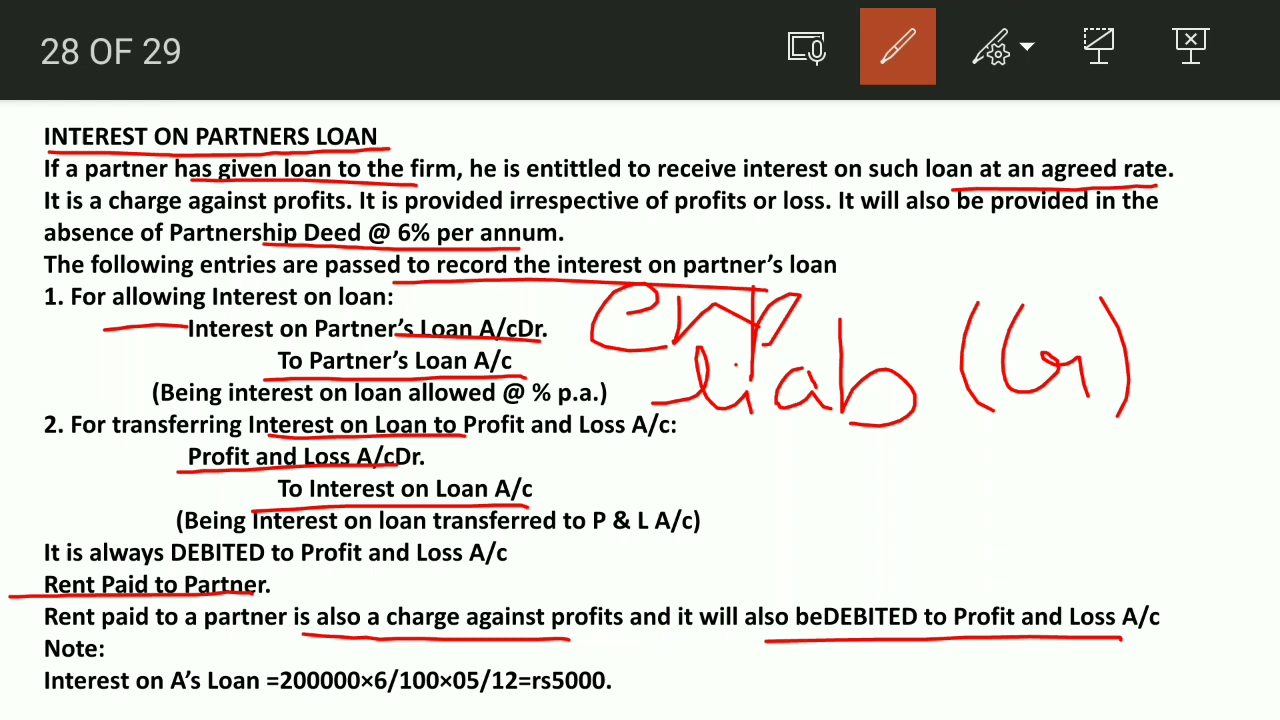 28 OF 29
INTEREST ON PARTNERS LOAN
If a partner has given loan to the firm, he is entittled to receive interest on such loan at an agreed rate.
It is a charge against profits. It is provided irrespective of profits or loss. It will also be provided in the
absence of Partnership Deed @ 6% per annum.
The following entries are passed to record the interest on partner's loan
1. For allowing Interest on loan:
Interest on Partner's Loan A/cDr.
To Partner's Loan A/c
(Being interest on loan allowed @ % p.a.)
liab
2. For transferring Interest on Loan to Profit and Loss A/c:
Profit and Loss A/cDr.
To Interest on Loan A/c
(Being Interest on loan transferred to P & L A/c)
It is always DEBITED to Profit and Loss A/c
Rent Paid to Partner.
Rent paid to a partner is also a charge against profits and it will also beDEBITED to Profit and Loss A/c
Note:
Interest on A's Loan =200000×6/100×05/12=rs5000.